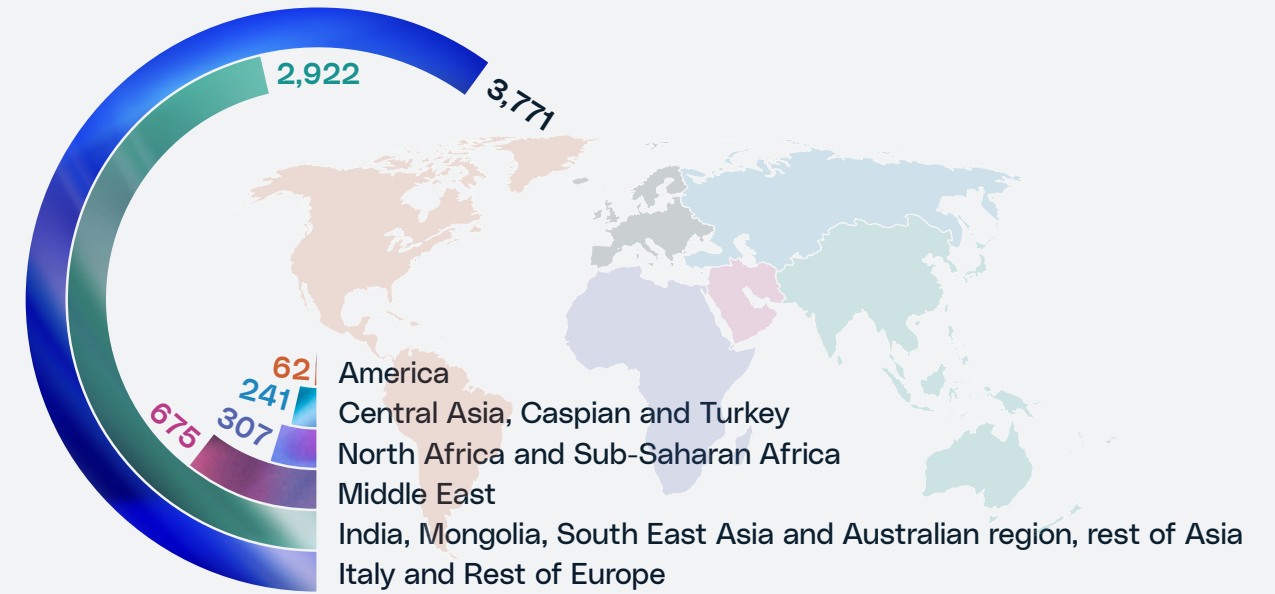 2,922
3,771
62
America
241
Central Asia, Caspian and Turkey
307
North Africa and Sub-Saharan Africa
675
Middle East
India, Mongolia, South East Asia and Australian region, rest of Asia
Italy and Rest of Europe